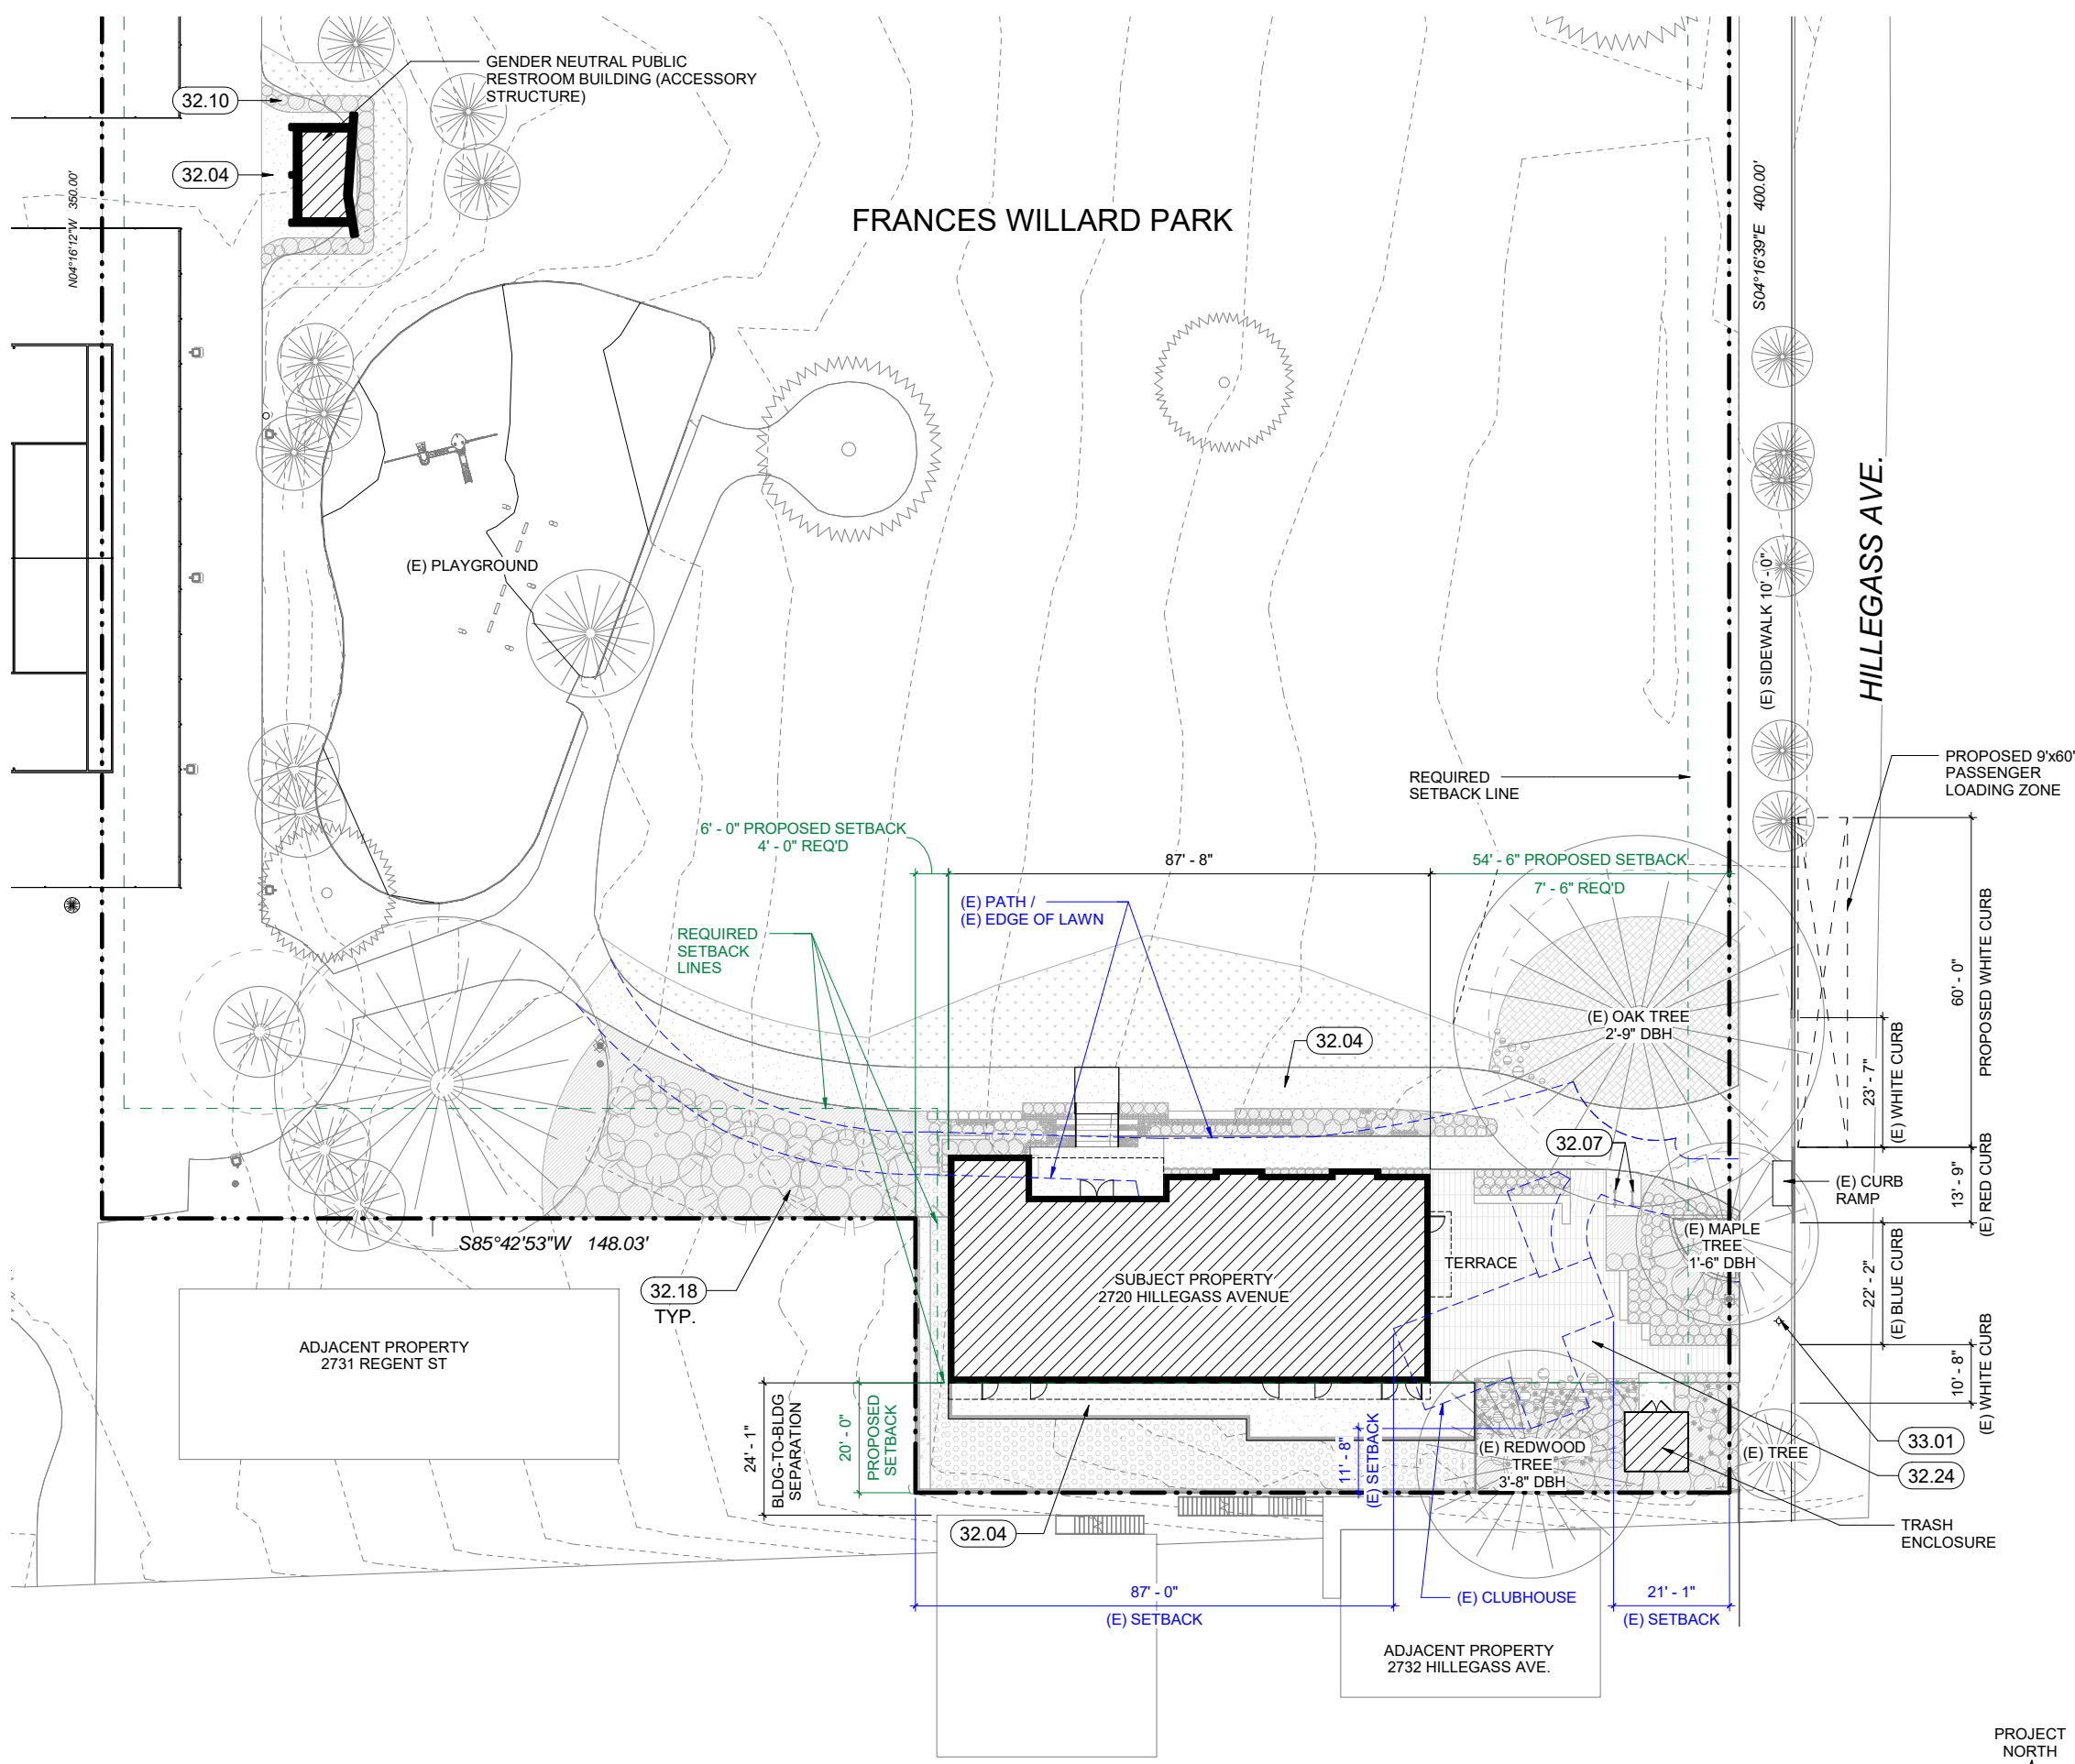 GENDER NEUTRAL PUBLIC
RESTROOM BUILDING (ACCESSORY
STRUCTURE)
32.10
32.04
N04°16'12"W 350.00'
FRANCES WILLARD PARK
S04°16'39"E 400.00'
HILLEGASS AVE.
(E) SIDEWALK 10' - 0"
(E) PLAYGROUND
REQUIRED
SETBACK LINE
PROPOSED 9'x60'
PASSENGER
LOADING ZONE
6' - 0" PROPOSED SETBACK
4' - 0" REQ'D
87' - 8"
54' - 6" PROPOSED SETBACK
7' - 6" REQ'D
(E) PATH /
(E) EDGE OF LAWN
REQUIRED
SETBACK
LINES
60' - 0"
PROPOSED WHITE CURB
(E) OAK TREE
2'-9" DBH
32.04
23' - 7"
(E) WHITE CURB
32.07
(E) CURB
RAMP
13' - 9"
(E) RED CURB
S85°42'53"W 148.03'
(E) MAPLE
TREE
1'-6" DBH
TERRACE
22' - 2"
(E) BLUE CURB
32.18
TYP.
SUBJECT PROPERTY
2720 HILLEGASS AVENUE
ADJACENT PROPERTY
2731 REGENT ST
10' - 8"
(E) WHITE CURB
24' - 1"
BLDG-TO-BLDG
SEPARATION
20' - 0"
PROPOSED
SETBACK
11' - 8"
(E) SETBACK
(E) REDWOOD
TREE
3'-8" DBH
(E) TREE
33.01
32.24
32.04
TRASH
ENCLOSURE
87' - 0"
(E) SETBACK
(E) CLUBHOUSE
21' - 1"
(E) SETBACK
ADJACENT PROPERTY
2732 HILLEGASS AVE.
PROJECT
NORTH